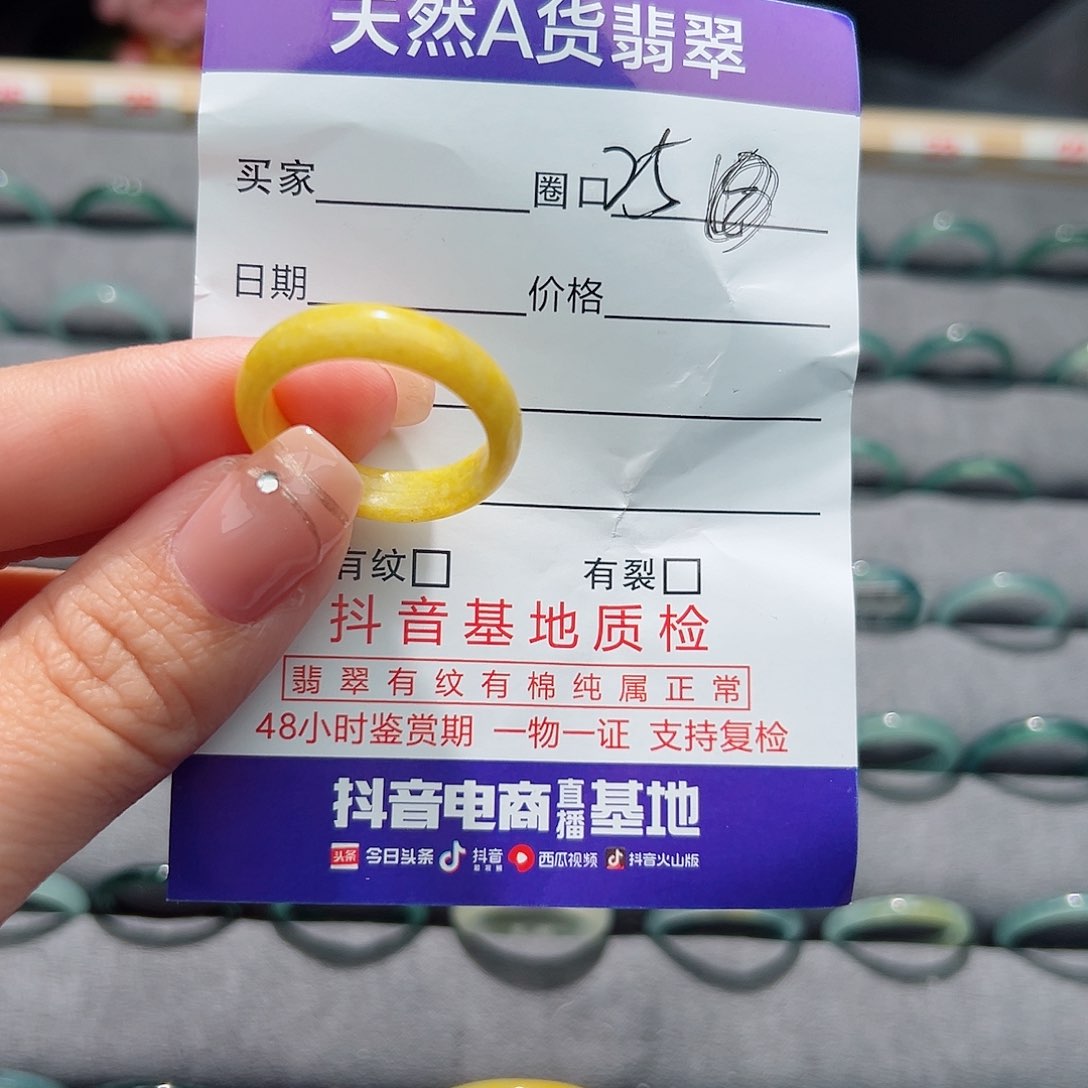 天然A货翡翠
买家 圈口
日期 价格
有纹 有裂
抖音基地质检
翡翠有纹有棉纯属正常
48小时鉴赏期 一物一证 支持复检
抖音电商直播基地
头条 今日头条 抖音 西瓜视频 抖音火山版